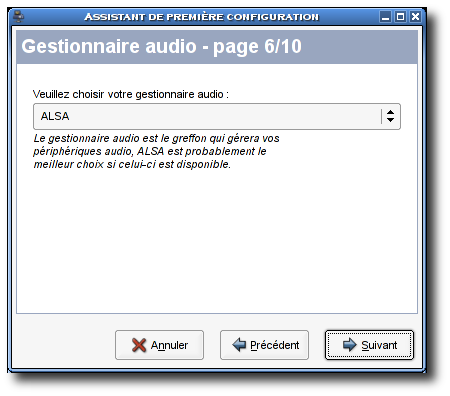 Assistant de première configuration
Gestionnaire audio - page 6/10
Veuillez choisir votre gestionnaire audio :
ALSA
Le gestionnaire audio est le greffon qui gérera vos
périphériques audio, ALSA est probablement le
meilleur choix si celui-ci est disponible.
Annuler
Précédent
Suivant